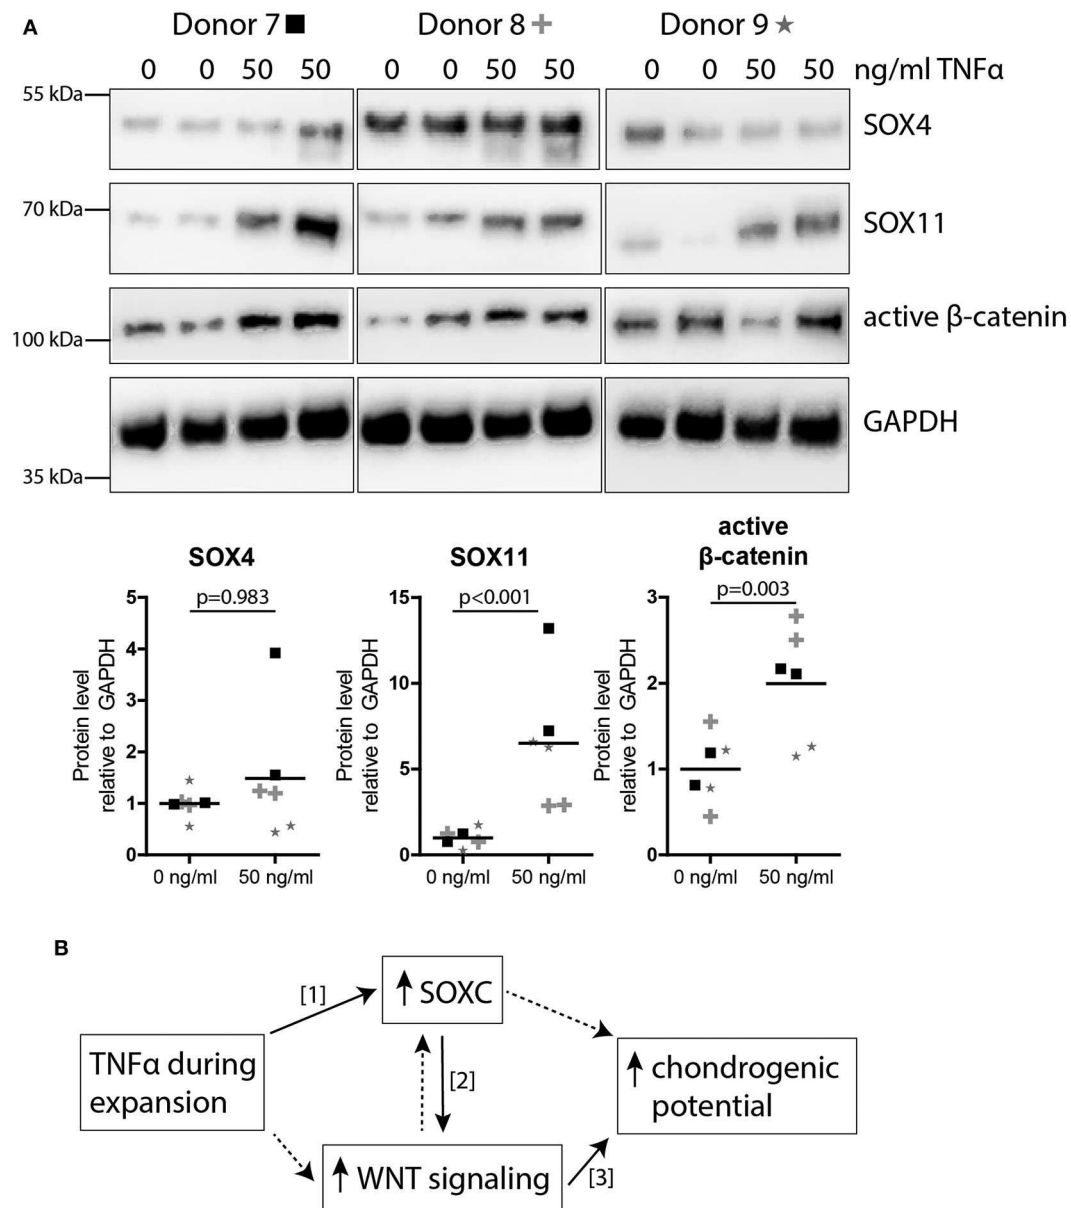 A
Donor 7 ■ Donor 8 ✚ Donor 9 ★
0 0 50 50 0 0 50 50 0 0 50 50 ng/ml TNFα
55 kDa
SOX4
70 kDa
SOX11
active β-catenin
100 kDa
GAPDH
35 kDa
SOX4
p=0.983
Protein level
relative to GAPDH
5
4
3
2
1
0
0 ng/ml 50 ng/ml
SOX11
p<0.001
Protein level
relative to GAPDH
15
10
5
0
0 ng/ml 50 ng/ml
active
β-catenin
p=0.003
Protein level
relative to GAPDH
3
2
1
0
0 ng/ml 50 ng/ml
B
[1]
↑ SOXC
TNFα during
expansion
[2]
↑ chondrogenic
potential
↑ WNT signaling
[3]